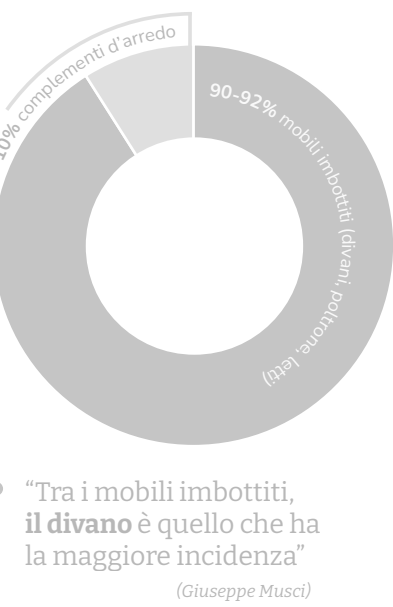 10% complementi d’arredo
90-92% mobili imbottiti (divani, poltrone, letti)
“Tra i mobili imbottiti,
il divano è quello che ha
la maggiore incidenza”
(Giuseppe Musci)